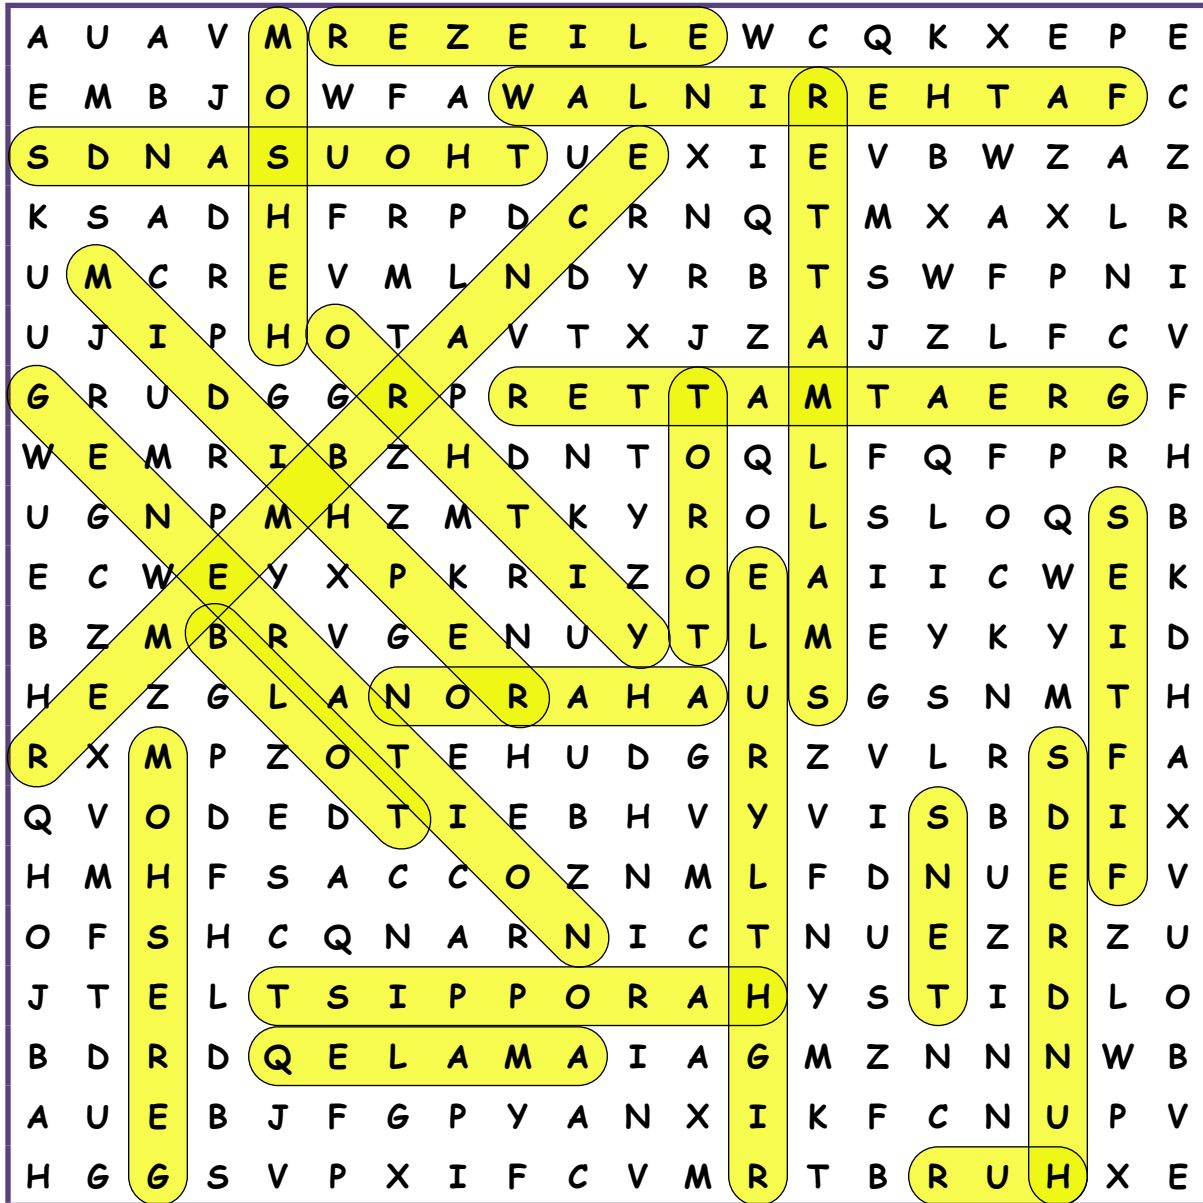 A U A V M R E Z E I L E W C Q K X E P E
E M B J O W F A W A L N I R E H T A F C
S D N A S U O H T U E X I E V B W Z A Z
K S A D H F R P D C R N Q T M X A X L R
U M C R E V M L N D Y R B T S W F P N I
U J I P H O T A V T X J Z A J Z L F C V
G R U D G G R P R E T T A M T A E R G F
W E M R I B Z H D N T O Q L F Q F P R H
U G N P M H Z M T K Y R O L S L O Q S B
E C W E Y X P K R I Z O E A I I C W E K
B Z M B R V G E N U Y T L M E Y K Y I D
H E Z G L A N O R A H A U S G S N M T H
R X M P Z O T E H U D G R Z V L R S F A
Q V O D E D T I E B H V Y V I S B D I X
H M H F S A C C O Z N M L F D N U E F V
O F S H C Q N A R N I C T N U E Z R Z U
J T E L T S I P P O R A H Y S T I D L O
B D R D Q E L A M A I A G M Z N N N W B
A U E B J F G P Y A N X I K F C N U P V
H G G S V P X I F C V M R T B R U H X E